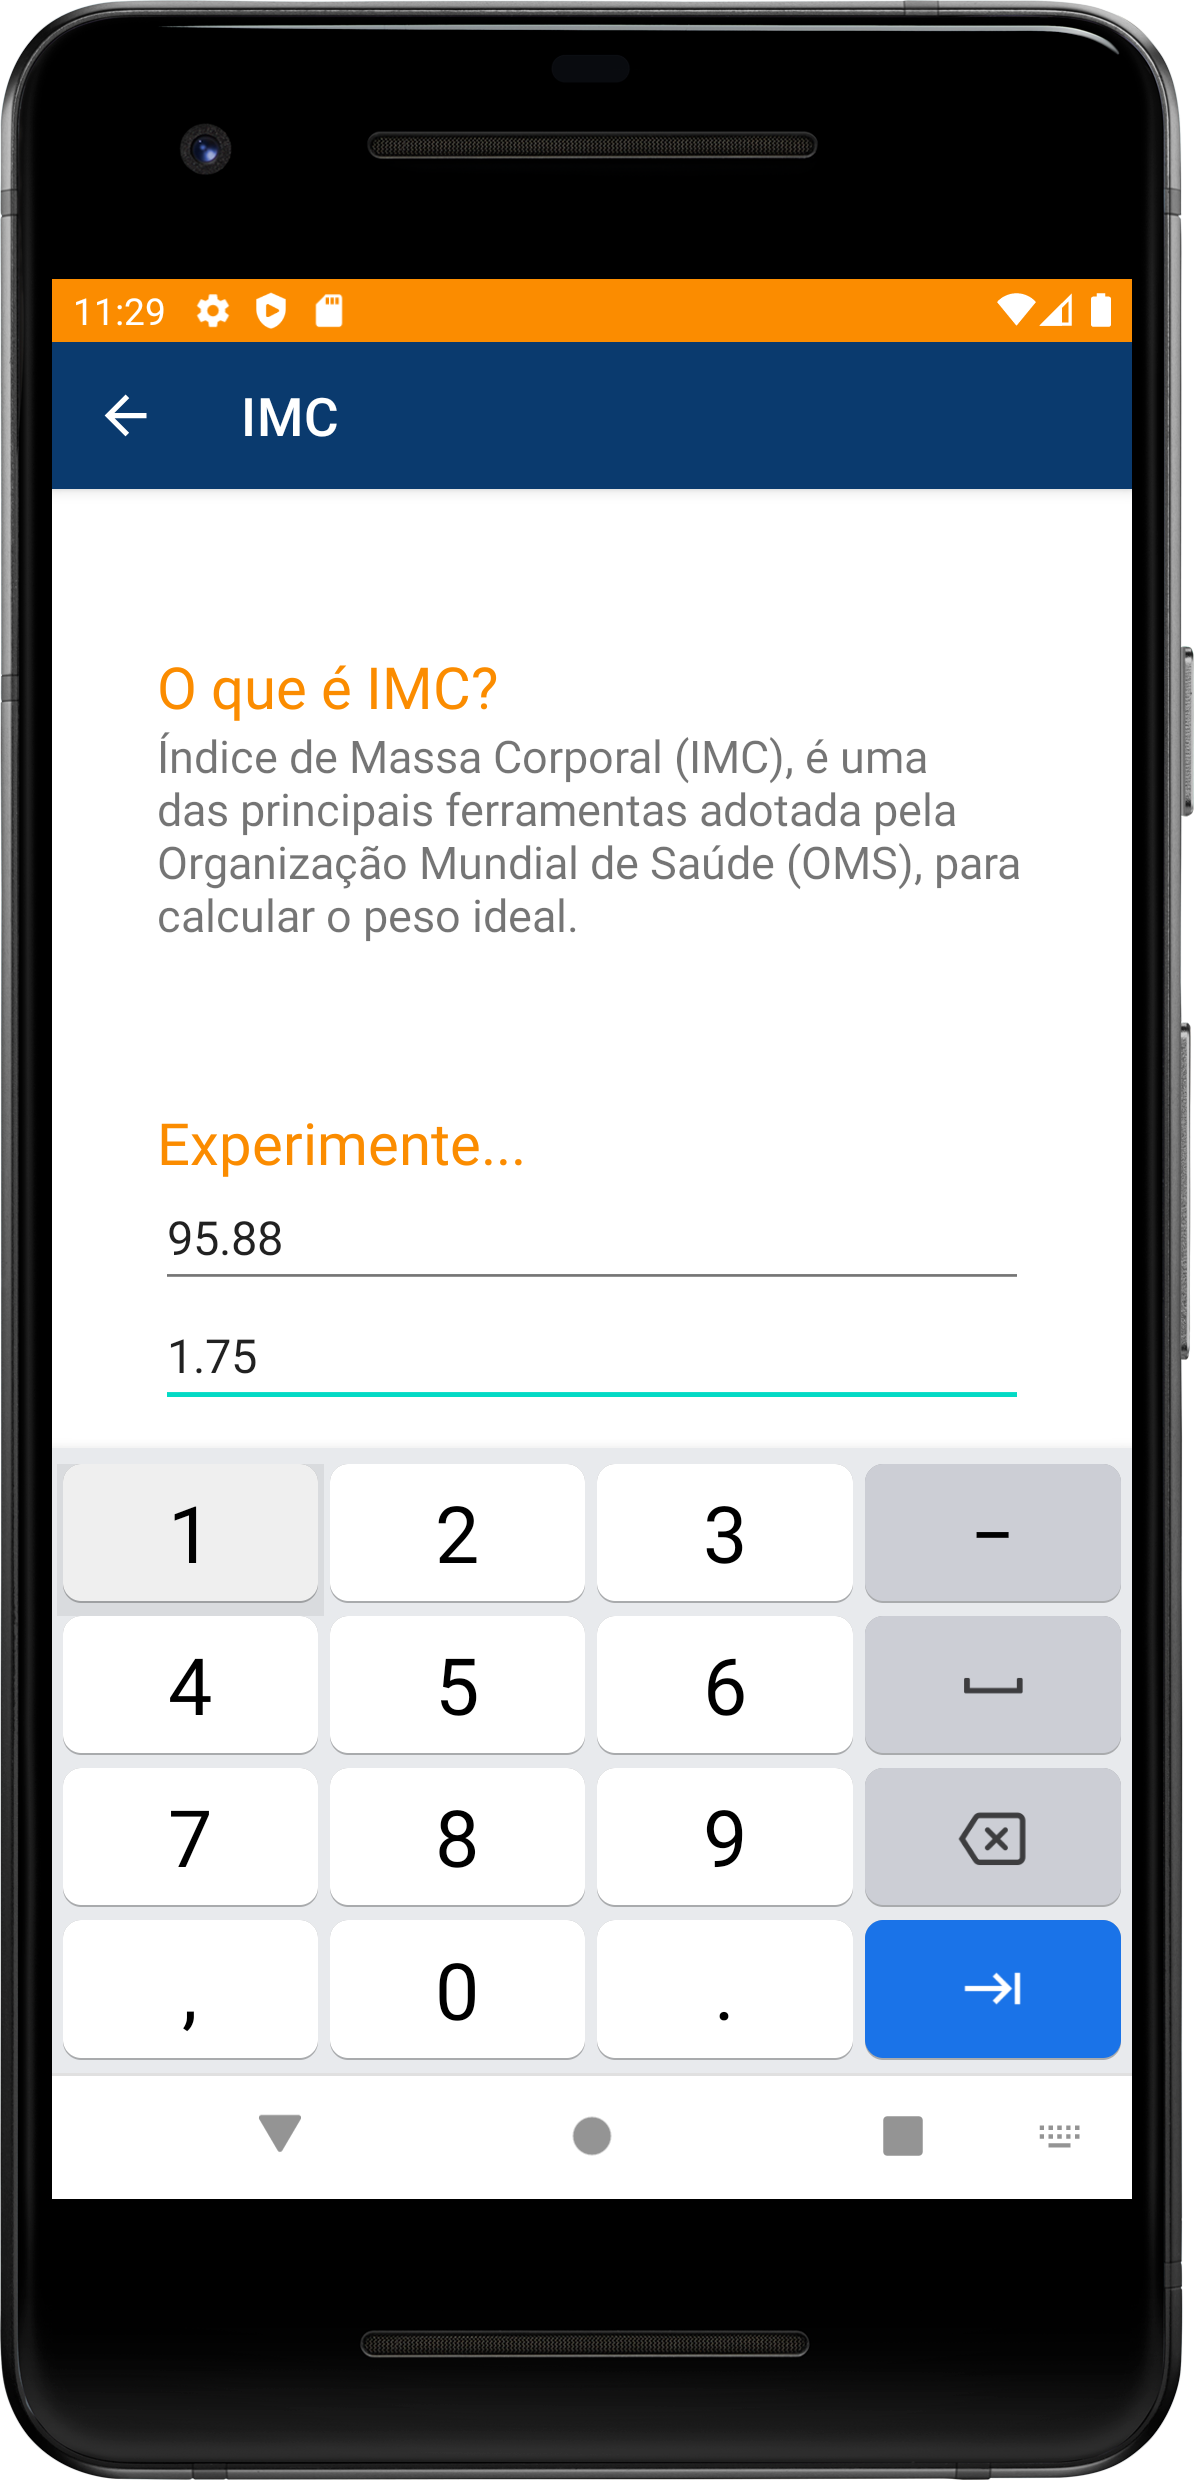 11:29
IMC
O que é IMC?
Índice de Massa Corporal (IMC), é uma
das principais ferramentas adotada pela
Organização Mundial de Saúde (OMS), para
calcular o peso ideal.
Experimente...
95.88
1.75
1 2 3 –
4 5 6
7 8 9
, 0 .